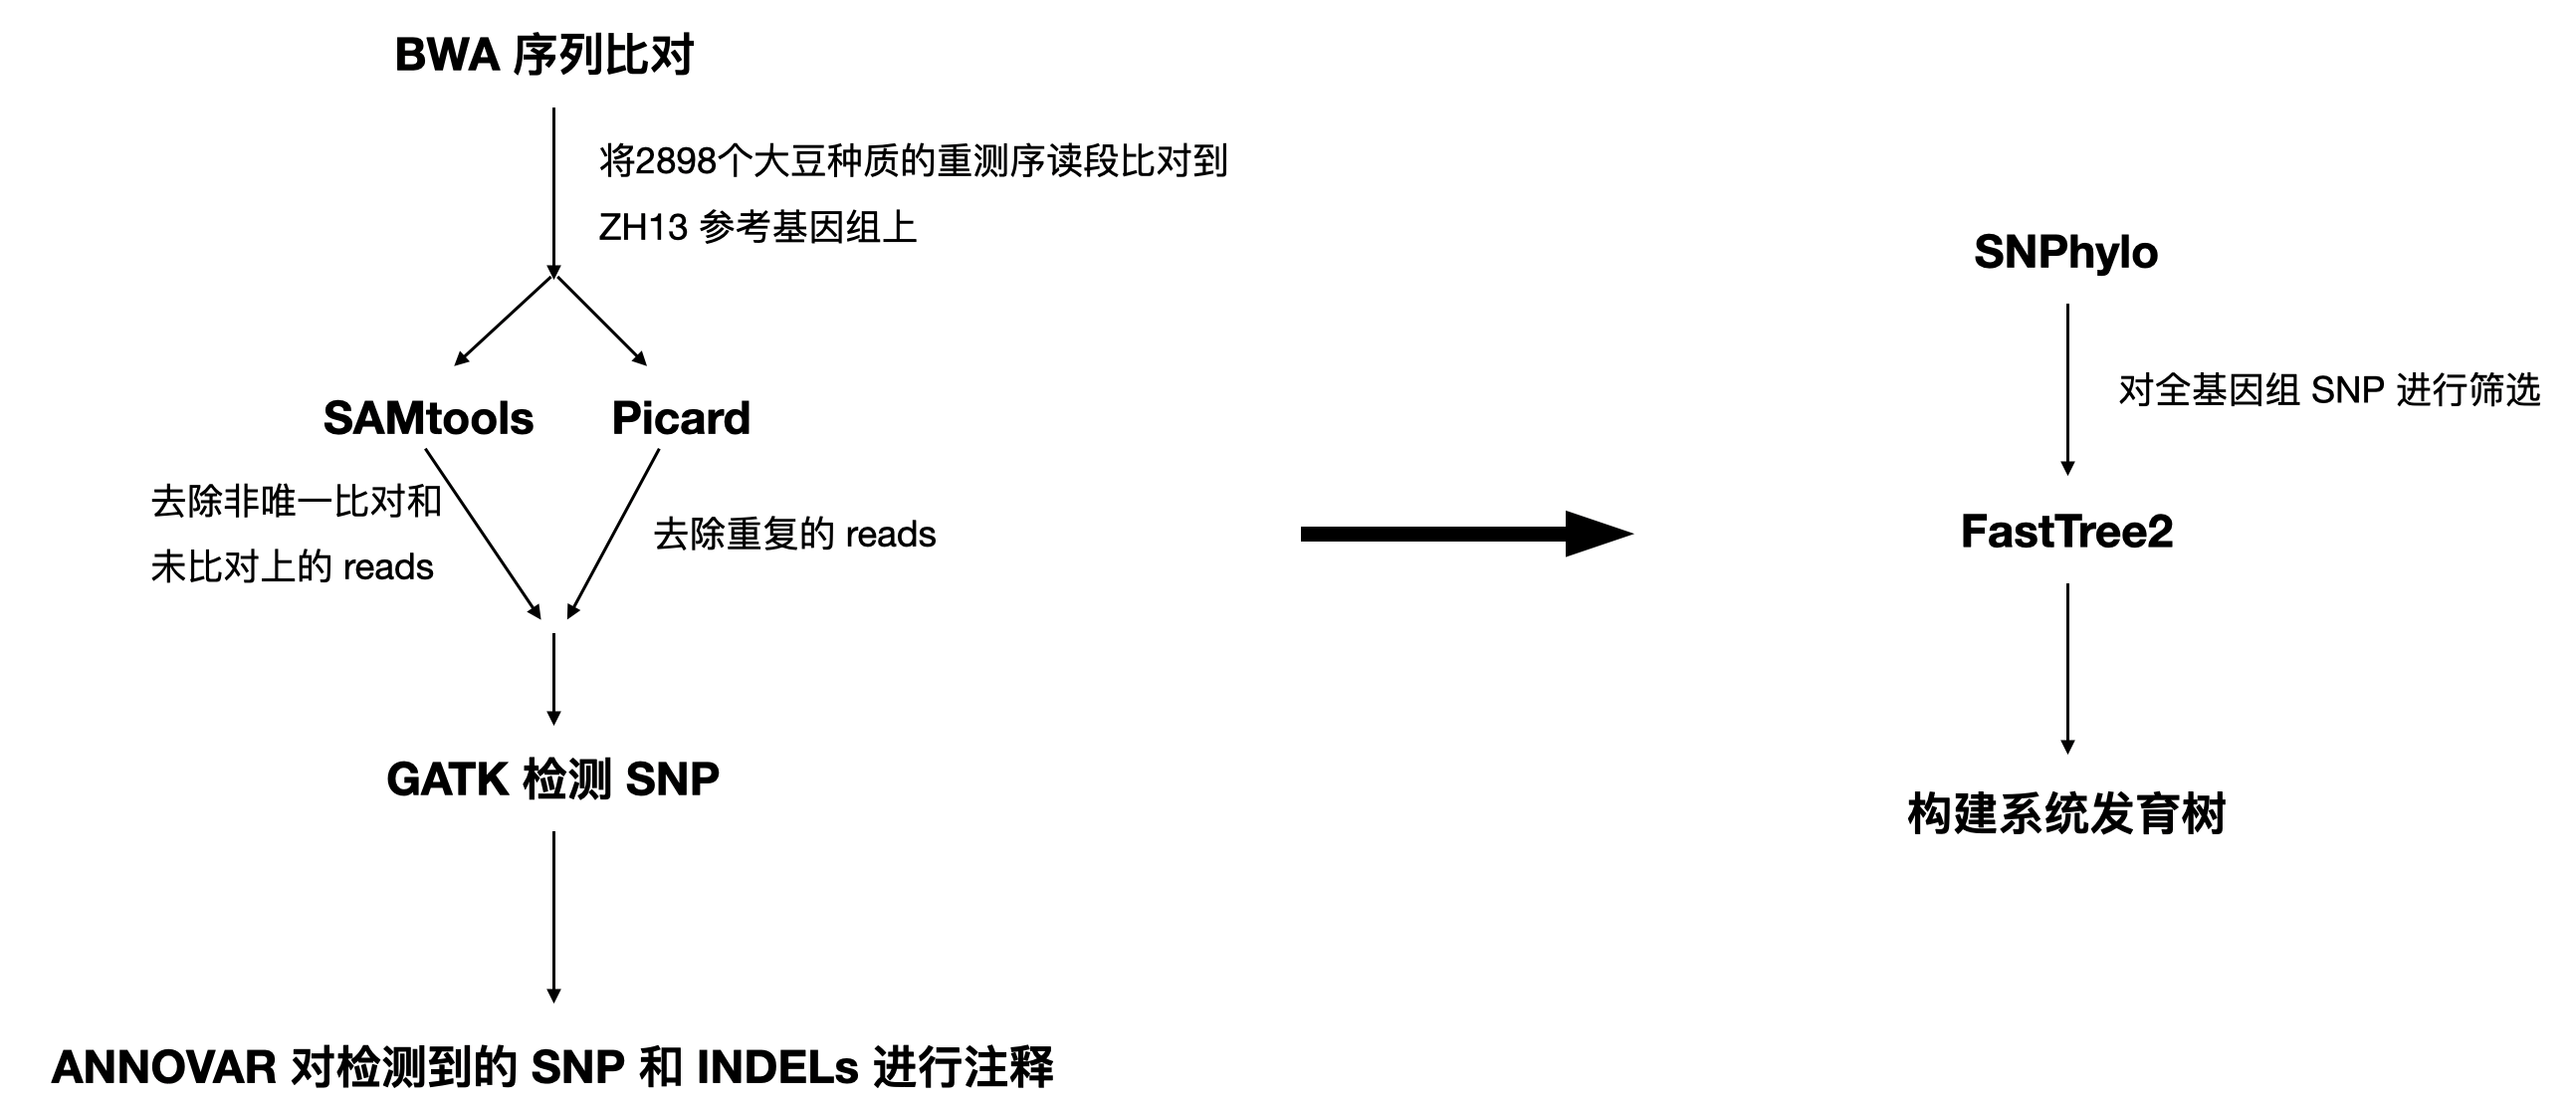 BWA 序列比对
将2898个大豆种质的重测序读段比对到
ZH13 参考基因组上
SAMtools
Picard
去除非唯一比对和
未比对上的 reads
去除重复的 reads
GATK 检测 SNP
ANNOVAR 对检测到的 SNP 和 INDELs 进行注释
SNPhylo
对全基因组 SNP 进行筛选
FastTree2
构建系统发育树